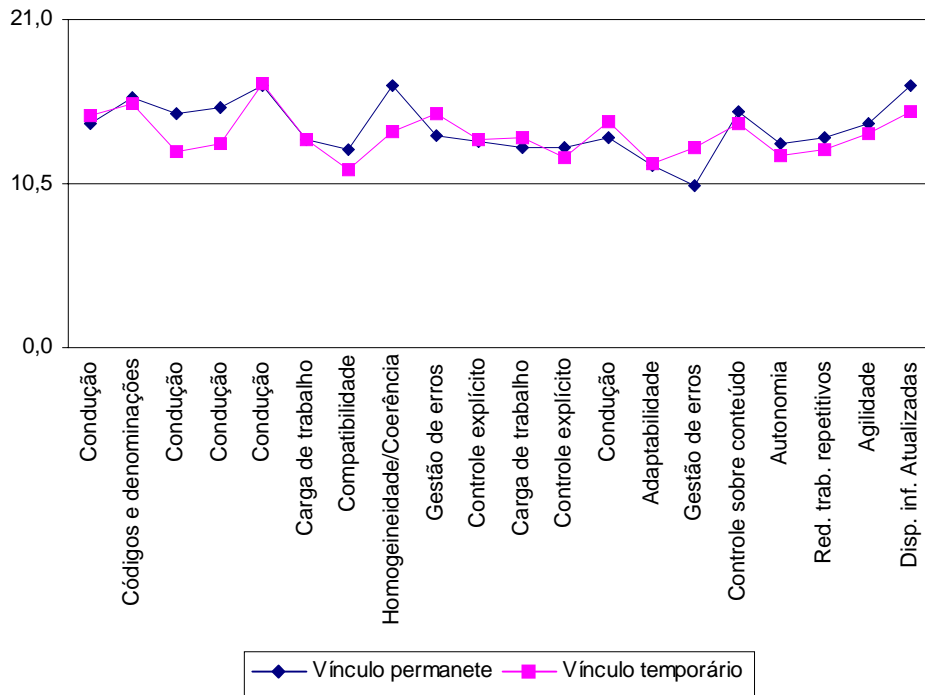 21,0
10,5
0,0
Condução
Códigos e denominações
Condução
Condução
Condução
Carga de trabalho
Compatibilidade
Homogeineidade/Coerência
Gestão de erros
Controle explícito
Carga de trabalho
Controle explícito
Condução
Adaptabilidade
Gestão de erros
Controle sobre conteúdo
Autonomia
Red. trab. repetitivos
Agilidade
Disp. inf. Atualizadas
Vínculo permanete
Vínculo temporário